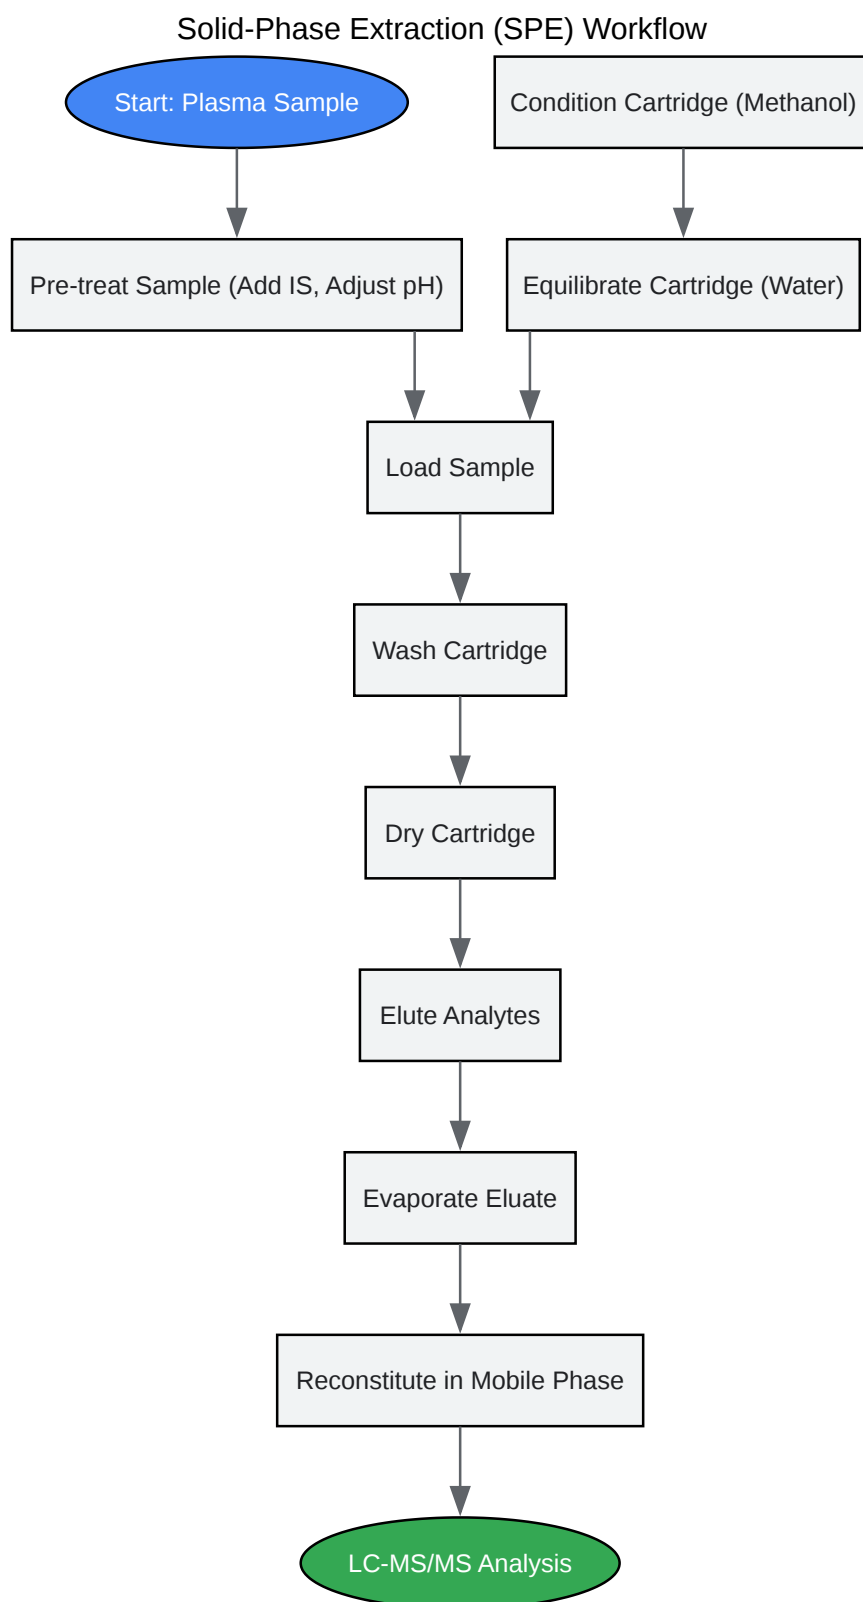 Solid-Phase Extraction (SPE) Workflow
Start: Plasma Sample
Condition Cartridge (Methanol)
Pre-treat Sample (Add IS, Adjust pH)
Equilibrate Cartridge (Water)
Load Sample
Wash Cartridge
Dry Cartridge
Elute Analytes
Evaporate Eluate
Reconstitute in Mobile Phase
LC-MS/MS Analysis